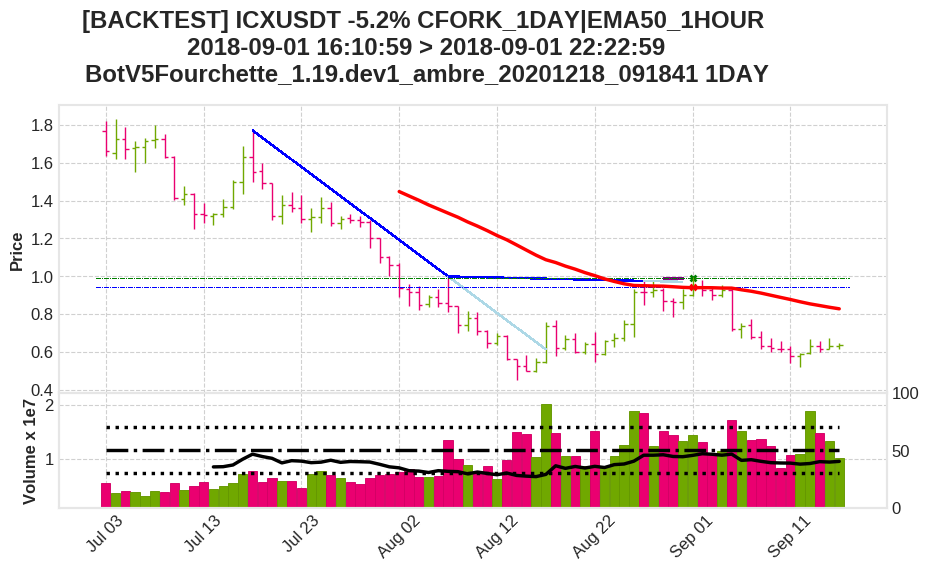 [BACKTEST] ICXUSDT -5.2% CFORK_1DAY|EMA50_1HOUR
2018-09-01 16:10:59 > 2018-09-01 22:22:59
BotV5Fourchette_1.19.dev1_ambre_20201218_091841 1DAY
Price
1.8
1.6
1.4
1.2
1.0
0.8
0.6
0.4
Volume x 1e7
2
1
100
50
0
Jul 03
Jul 13
Jul 23
Aug 02
Aug 12
Aug 22
Sep 01
Sep 11